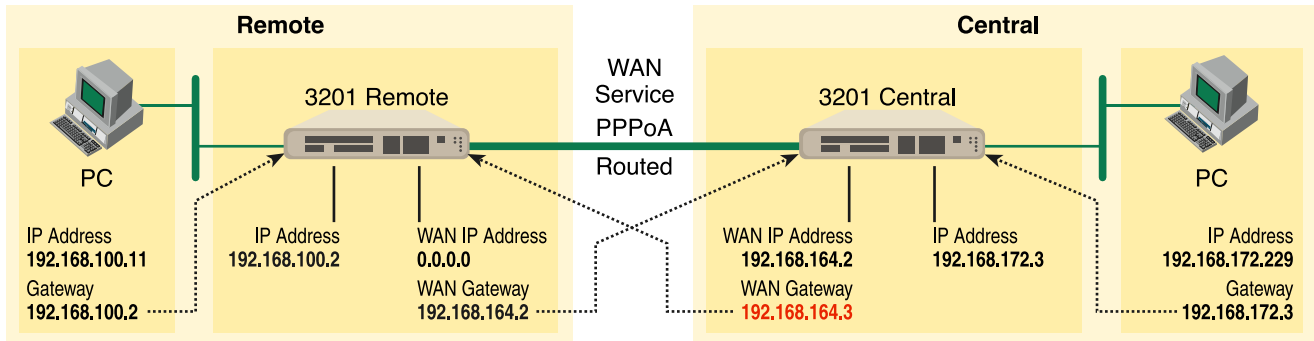 Remote
PC
IP Address
192.168.100.11
Gateway
192.168.100.2
3201 Remote
IP Address
192.168.100.2
WAN IP Address
0.0.0.0
WAN Gateway
192.168.164.2
WAN
Service
PPPoA
Routed
Central
3201 Central
WAN IP Address
192.168.164.2
WAN Gateway
192.168.164.3
IP Address
192.168.172.3
PC
IP Address
192.168.172.229
Gateway
192.168.172.3